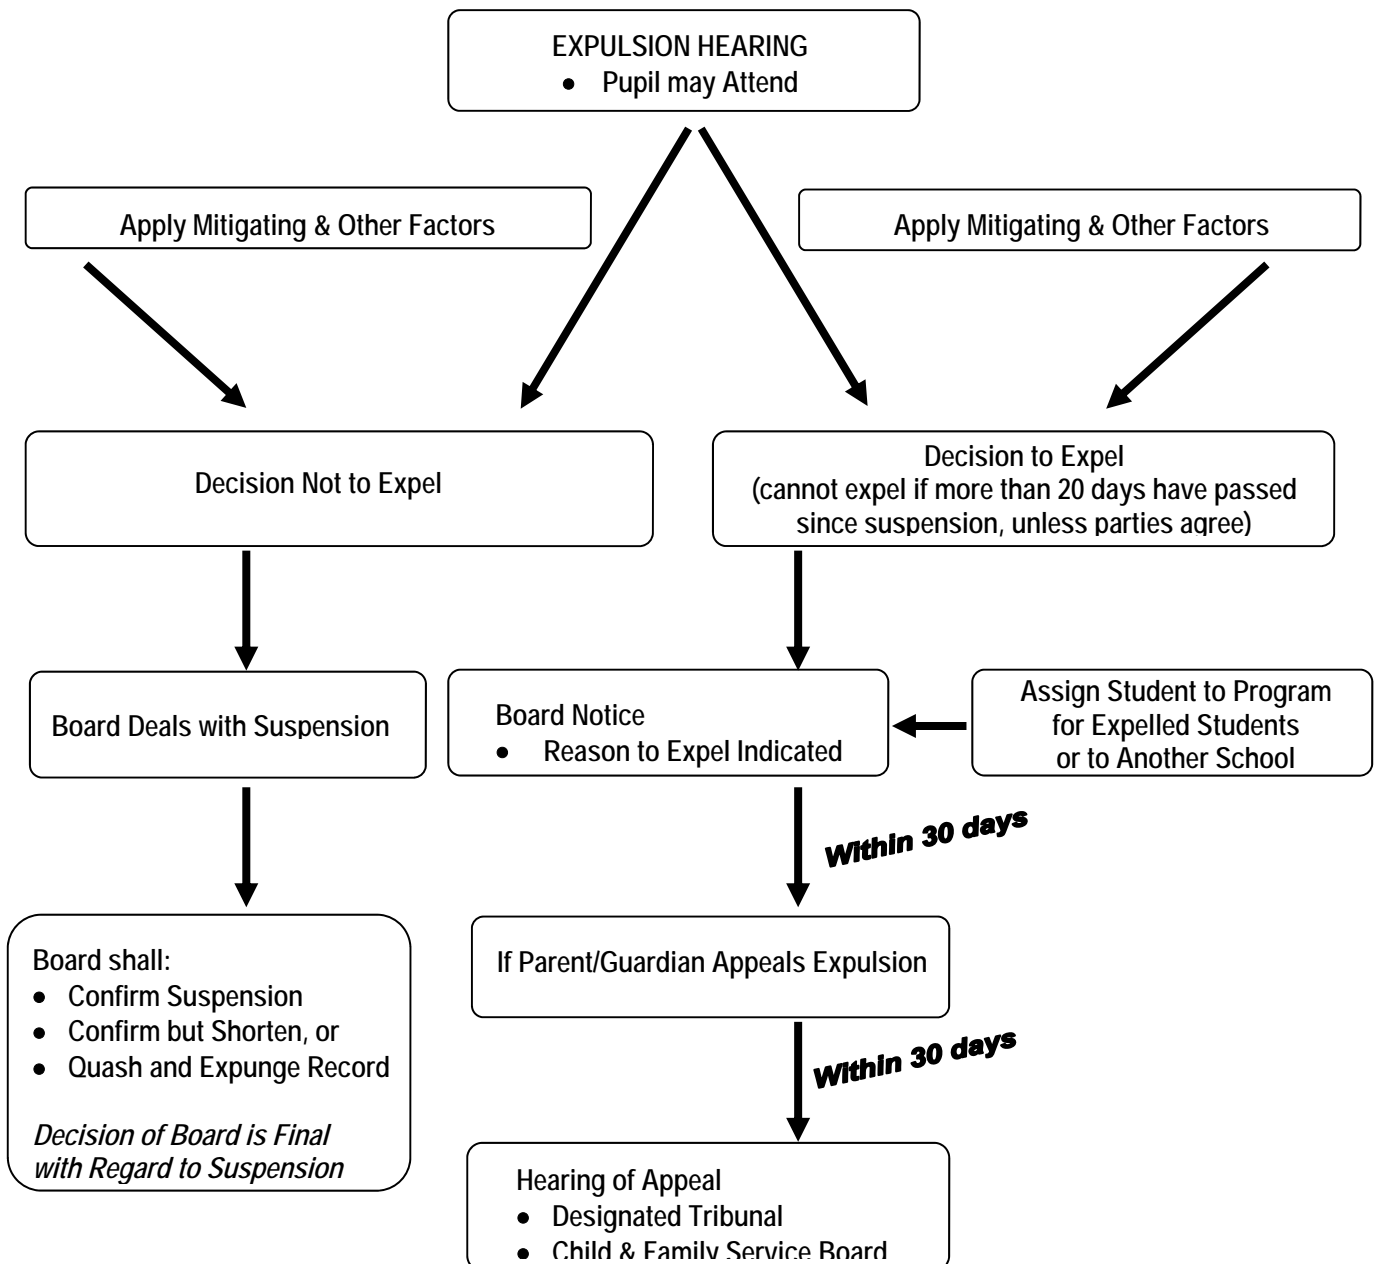 EXPULSION HEARING
• Pupil may Attend
Apply Mitigating & Other Factors
Apply Mitigating & Other Factors
Decision Not to Expel
Decision to Expel
(cannot expel if more than 20 days have passed
since suspension, unless parties agree)
Board Deals with Suspension
Board Notice
• Reason to Expel Indicated
Assign Student to Program
for Expelled Students
or to Another School
Within 30 days
Board shall:
• Confirm Suspension
• Confirm but Shorten, or
• Quash and Expunge Record
Decision of Board is Final
with Regard to Suspension
If Parent/Guardian Appeals Expulsion
Within 30 days
Hearing of Appeal
• Designated Tribunal
• Child & Family Service Board